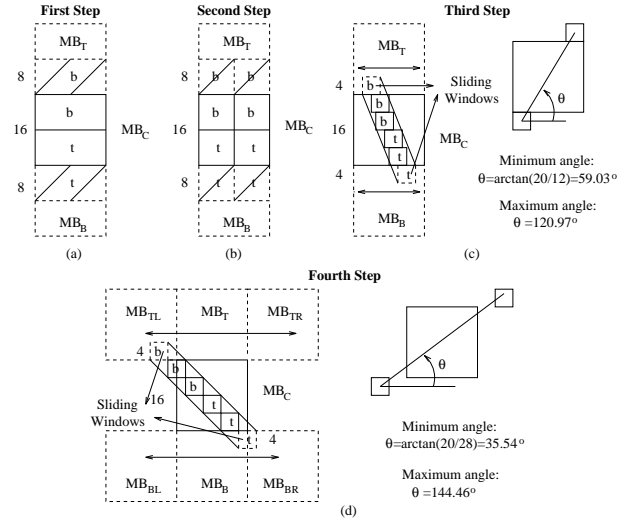 First Step
Second Step
Third Step
MB_T
8
b
b
16
t
MB_C
8
t
MB_B
(a)
MB_T
8
b
b
b
b
16
t
t
MB_C
8
t
t
MB_B
(b)
MB_T
4
b
Sliding
Windows
b
b
16
t
t
MB_C
4
t
MB_B
(c)
θ
Minimum angle:
θ=arctan(20/12)=59.03°
Maximum angle:
θ =120.97°
Fourth Step
MB_TL
MB_T
MB_TR
4
b
b
b
16
t
t
MB_C
Sliding
Windows
t
4
MB_BL
MB_B
MB_BR
(d)
θ
Minimum angle:
θ=arctan(20/28)=35.54°
Maximum angle:
θ =144.46°